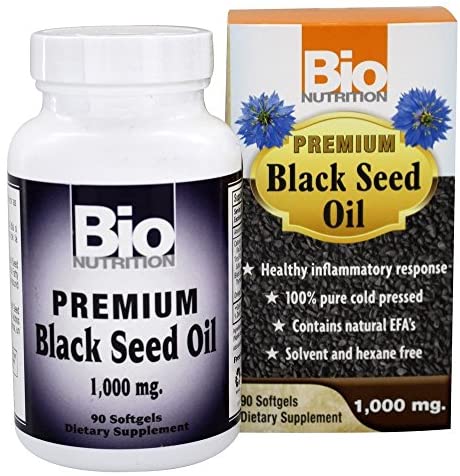 Bio
NUTRITION
PREMIUM
Black Seed Oil
1,000 mg.
90 Softgels
Dietary Supplement
Bio
NUTRITION
PREMIUM
Black Seed
Oil
★ Healthy inflammatory response
★ 100% pure cold pressed
★ Contains natural EFA's
★ Solvent and hexane free
90 Softgels
Dietary Supplement
1,000 mg.